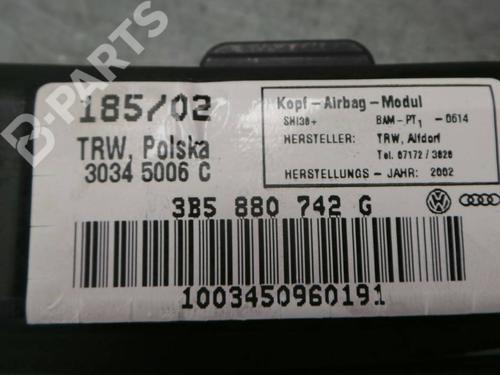 B-PARTS
185/02
TRW, Polska
3034 5006 C
Kopf-Airbag-Modul
SHI38+ BAM-PT1 -0614
HERSTELLER: TRW, Alfdorf
Tel. 07172 / 3826
HERSTELLUNGS - JAHR: 2002
3B5 880 742 G
1003450960191